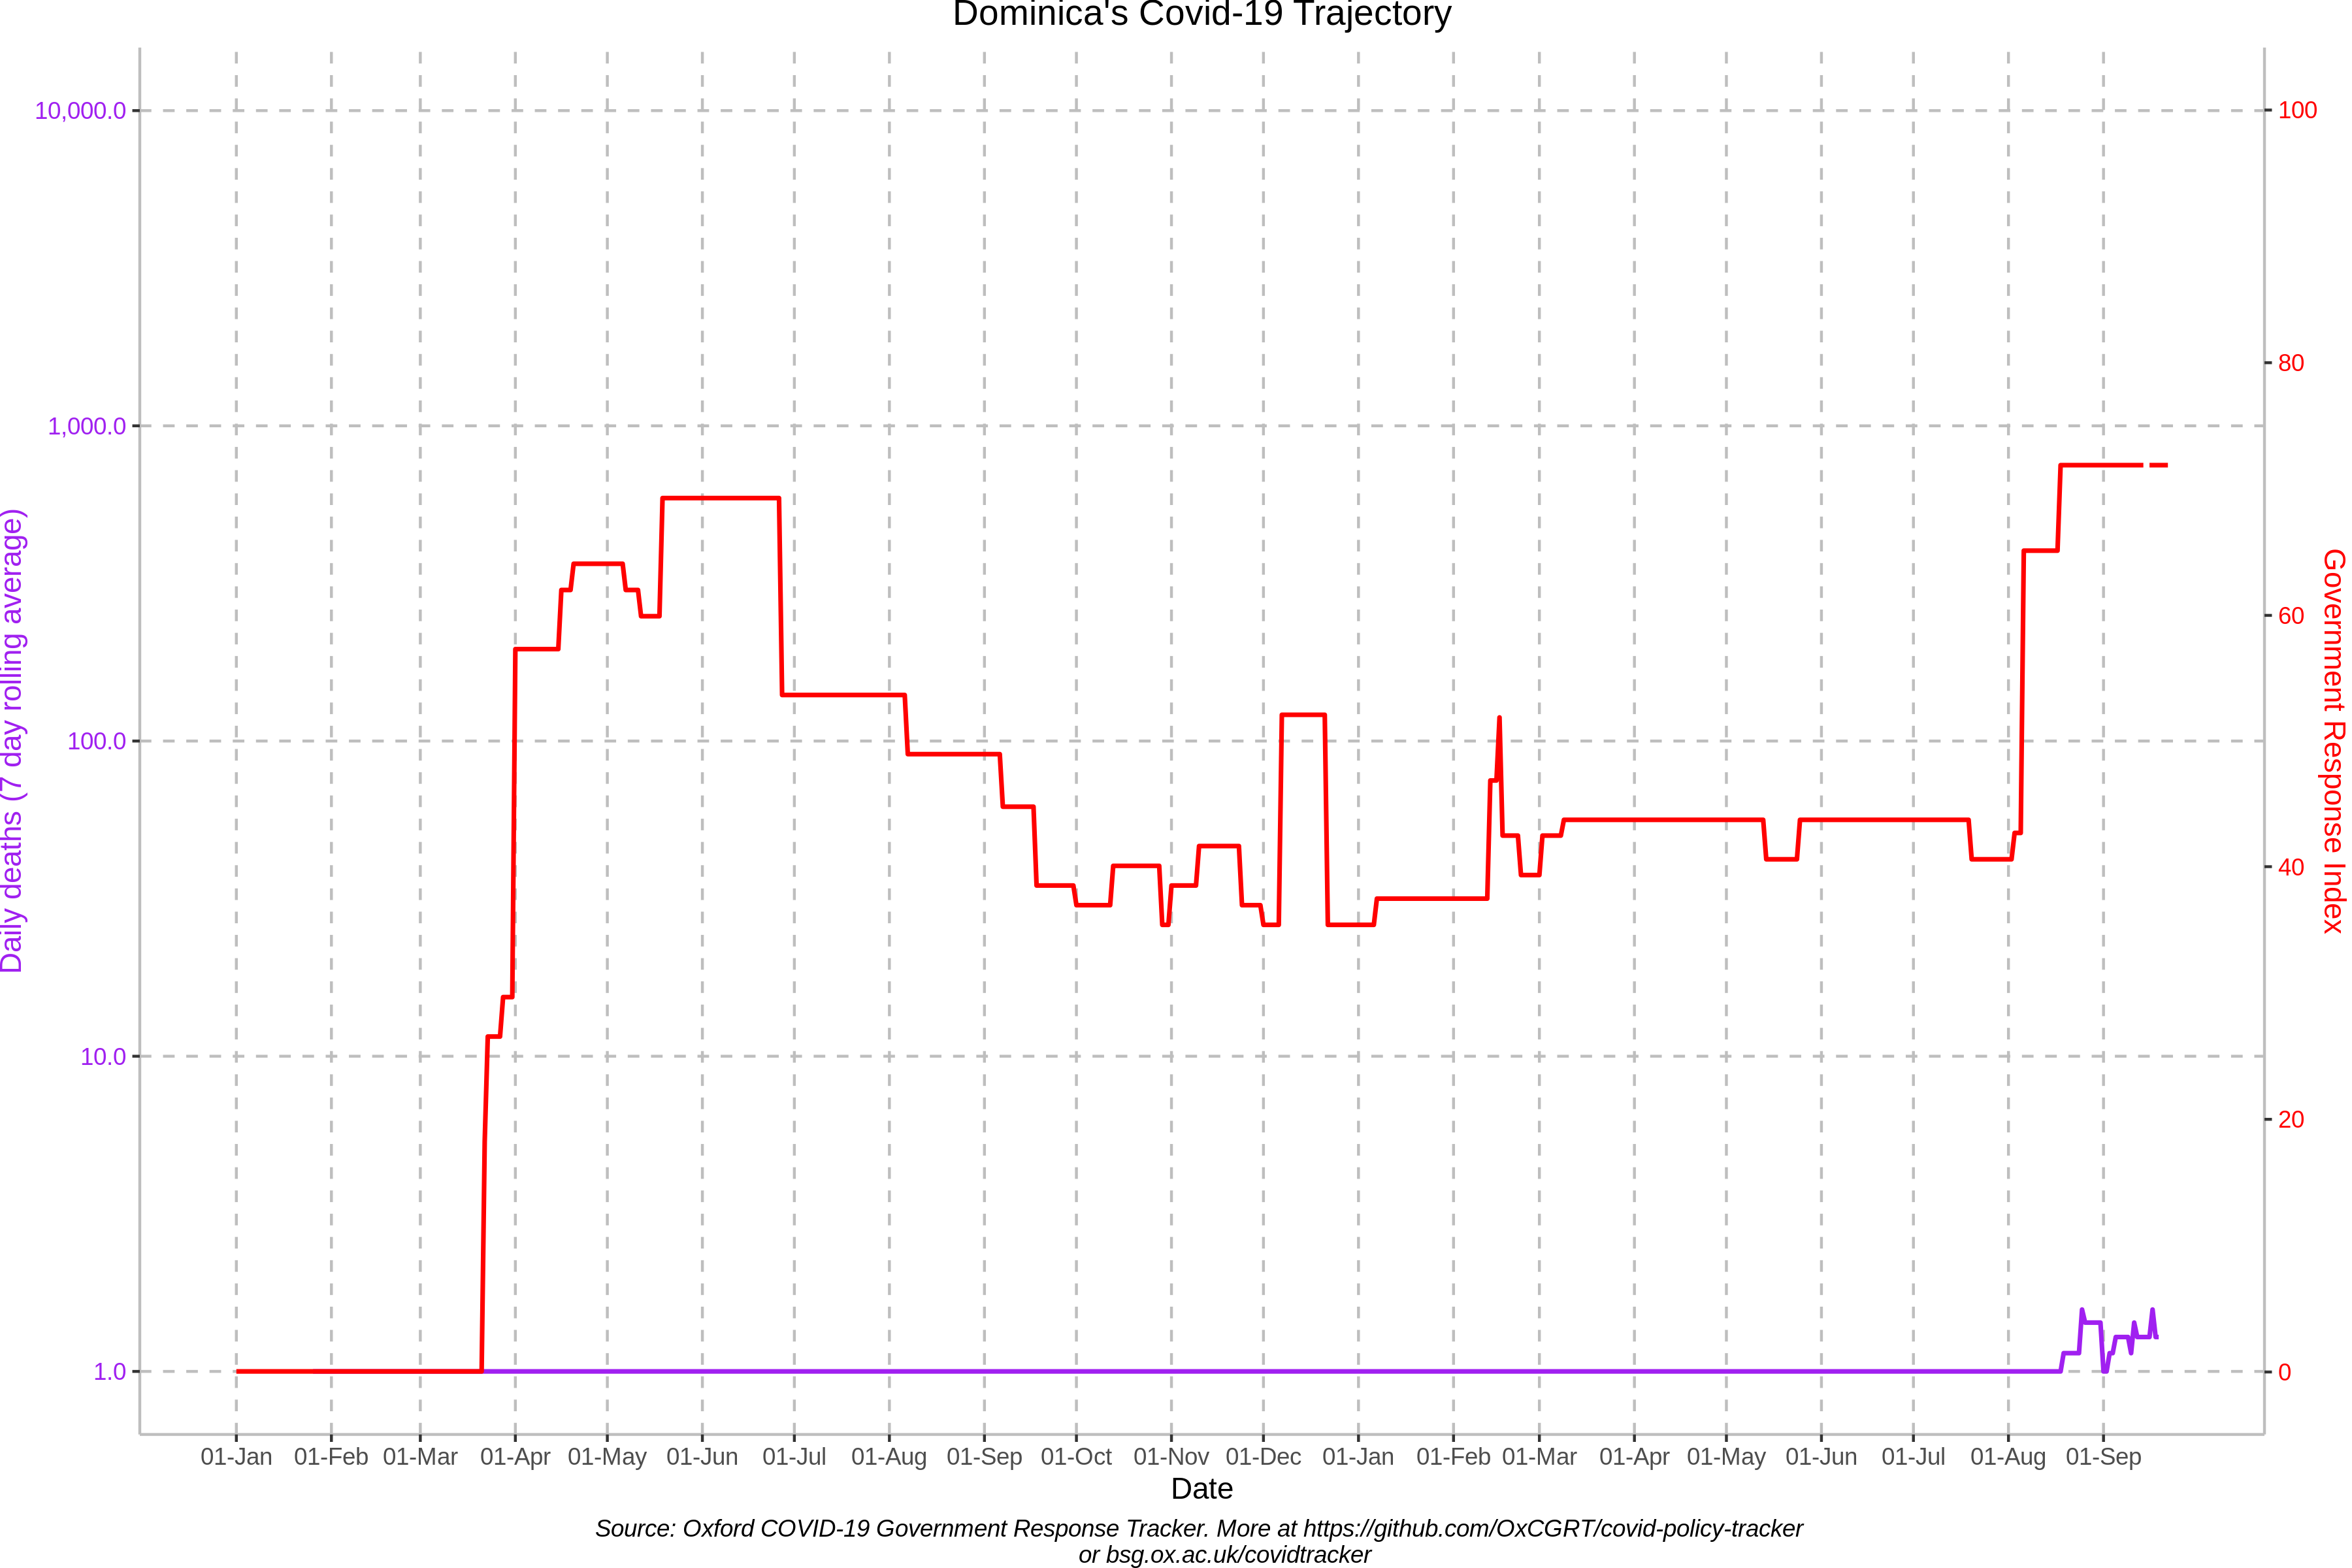 Dominica's Covid-19 Trajectory
10,000.0
1,000.0
100.0
10.0
1.0
Daily deaths (7 day rolling average)
100
80
60
40
20
0
Government Response Index
01-Jan 01-Feb 01-Mar 01-Apr 01-May 01-Jun 01-Jul 01-Aug 01-Sep 01-Oct 01-Nov 01-Dec 01-Jan 01-Feb 01-Mar 01-Apr 01-May 01-Jun 01-Jul 01-Aug 01-Sep
Date
Source: Oxford COVID-19 Government Response Tracker. More at https://github.com/OxCGRT/covid-policy-tracker
or bsg.ox.ac.uk/covidtracker